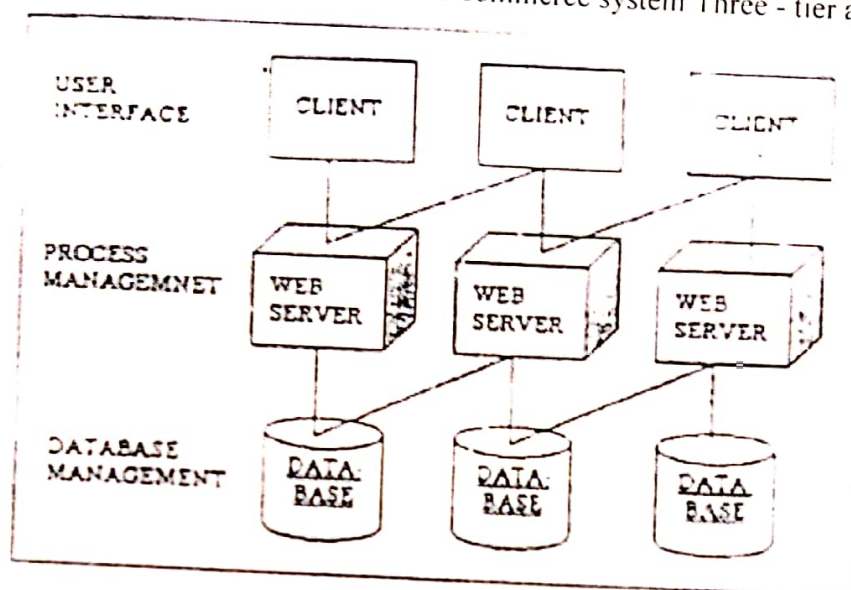 commerce system Three - tier a
USER
INTERFACE
CLIENT
CLIENT
CLIENT
PROCESS
MANAGEMNET
WEB
SERVER
WEB
SERVER
WEB
SERVER
DATABASE
MANAGEMENT
DATA
BASE
DATA
BASE
DATA
BASE